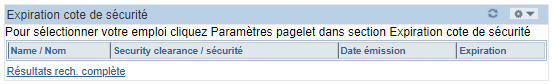 Expiration cote de sécurité
Pour sélectionner votre emploi cliquez Paramètres pagelet dans section Expiration cote de sécurité
Name / Nom Security clearance / sécurité Date émission Expiration
Résultats rech. complète